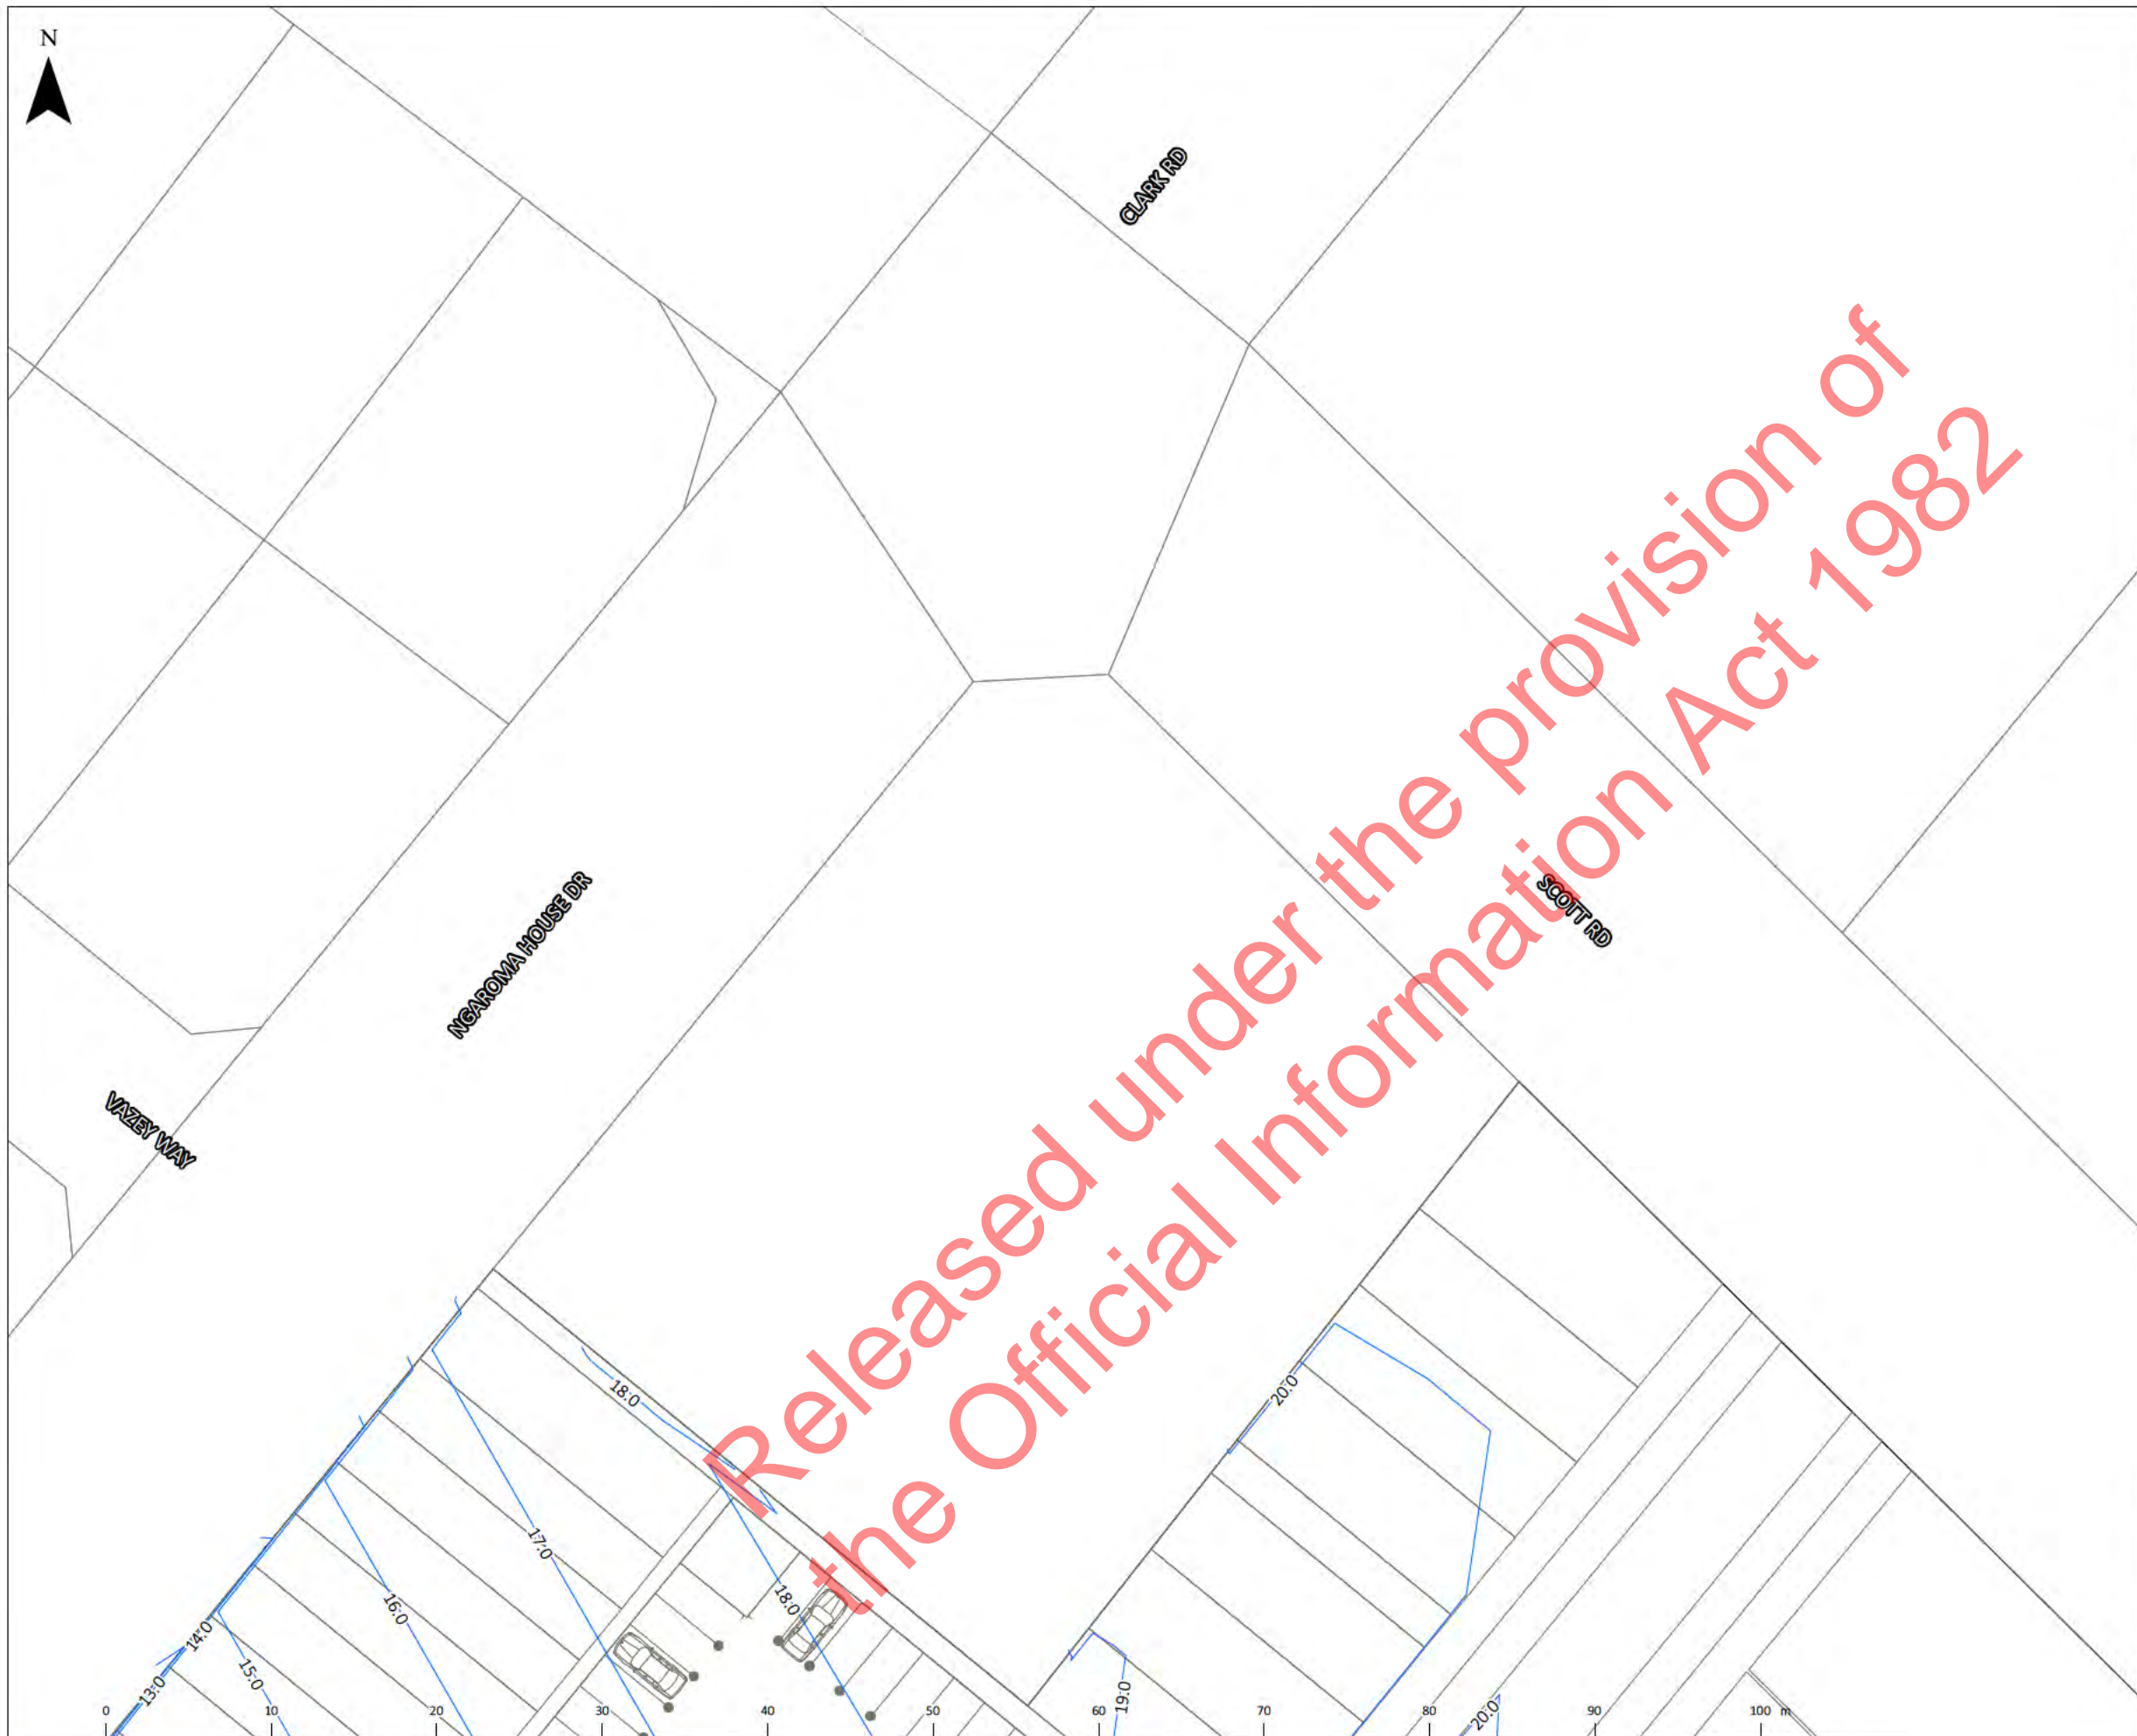 N
CLARK RD
NGAROMA HOUSE DR
SCOTT RD
VAZEY WAY
Released under the provision of
the Official Information Act 1982
18.0
20.0
17.0
18.0
16.0
14.0
15.0
13.0
19.0
20.0
0 10 20 30 40 50 60 70 80 90 100 m